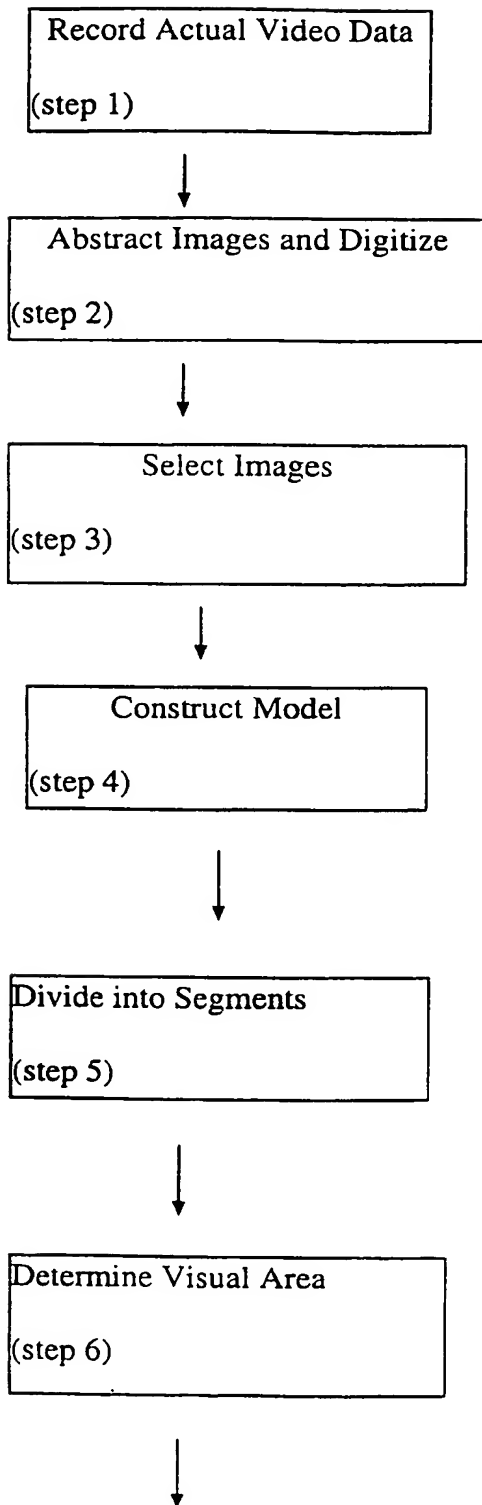 Record Actual Video Data
(step 1)
Abstract Images and Digitize
(step 2)
Select Images
(step 3)
Construct Model
(step 4)
Divide into Segments
(step 5)
Determine Visual Area
(step 6)